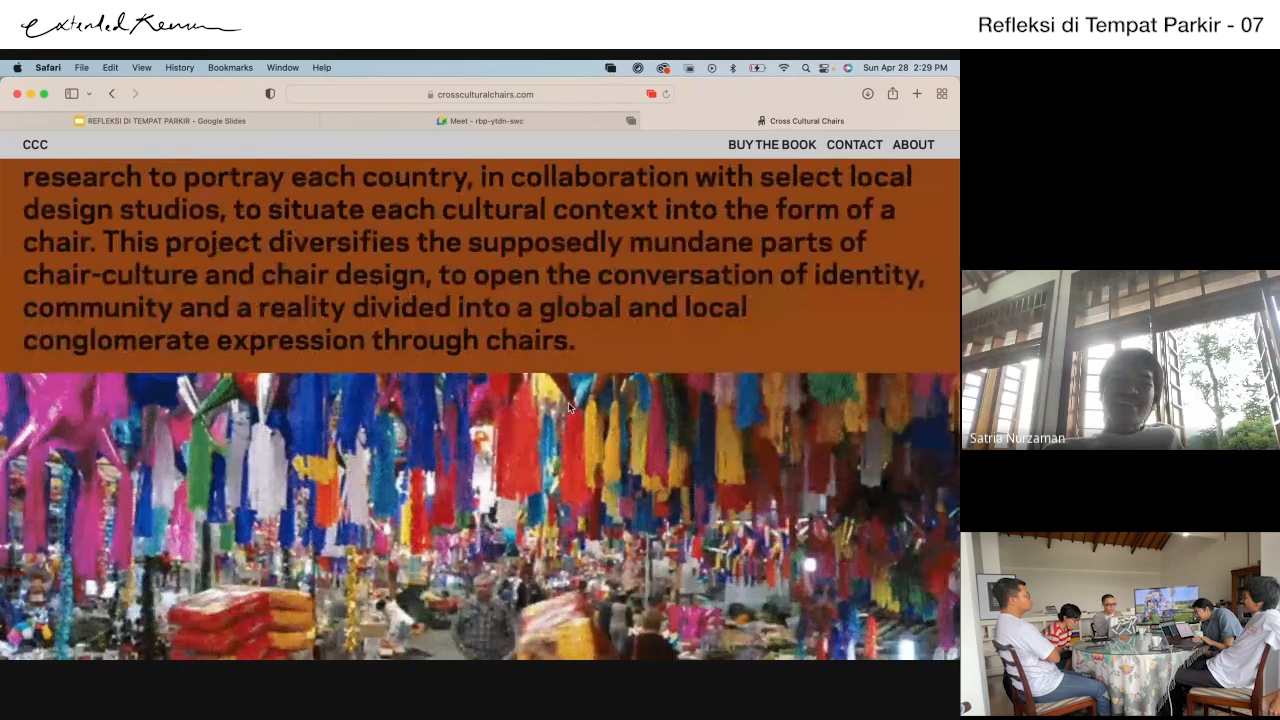 Extended Kenun
Refleksi di Tempat Parkir - 07
Safari File Edit View History Bookmarks Window Help Sun Apr 28 2:29 PM
crossculturalchairs.com
REFLEKSI DI TEMPAT PARKIR - Google Slides Meet - rbp-ytdn-swc Cross Cultural Chairs
CCC BUY THE BOOK CONTACT ABOUT
research to portray each country, in collaboration with select local
design studios, to situate each cultural context into the form of a
chair. This project diversifies the supposedly mundane parts of
chair-culture and chair design, to open the conversation of identity,
community and a reality divided into a global and local
conglomerate expression through chairs.
Satria Nurzaman